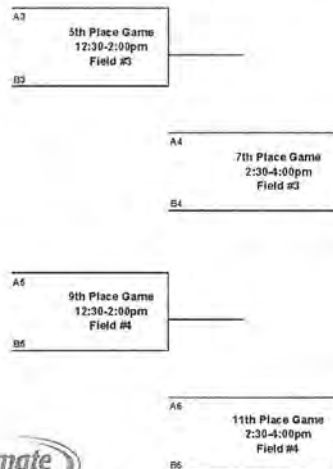 A3
5th Place Game
12:30-2:00pm
Field #3
B3
A4
7th Place Game
2:30-4:00pm
Field #3
B4
A5
9th Place Game
12:30-2:00pm
Field #4
B5
A6
11th Place Game
2:30-4:00pm
Field #4
B6
mate